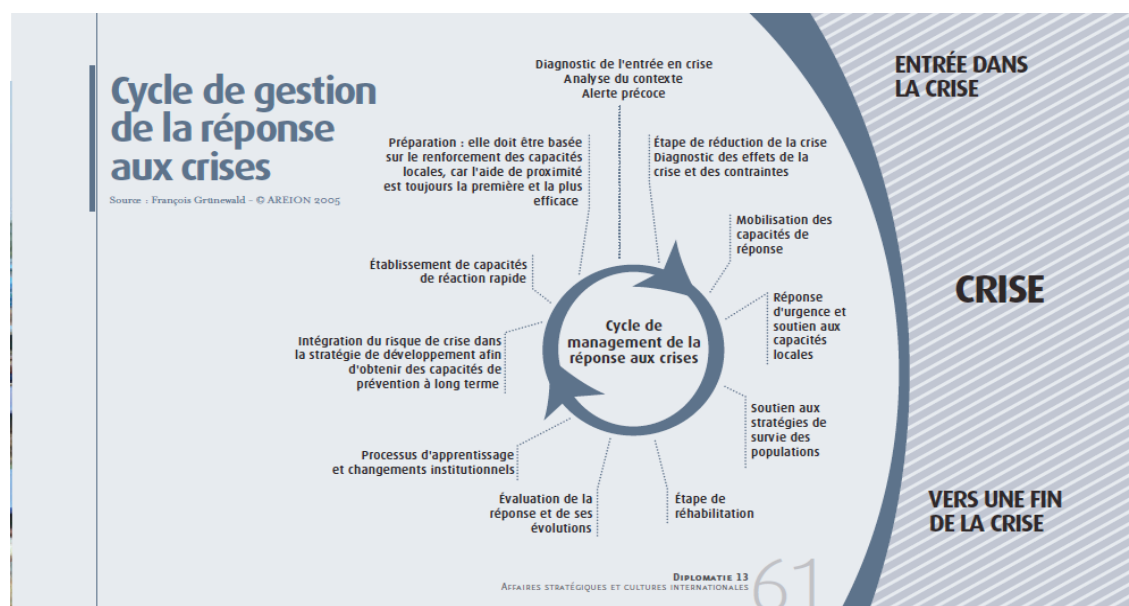 Cycle de gestion
de la réponse
aux crises
Source : François Grünewald - © AREION 2005
Diagnostic de l'entrée en crise
Analyse du contexte
Alerte précoce
Étape de réduction de la crise
Diagnostic des effets de la
crise et des contraintes
Mobilisation des
capacités de
réponse
Réponse
d'urgence et
soutien aux
capacités
locales
Soutien aux
stratégies de
survie des
populations
Étape de
réhabilitation
Évaluation de la
réponse et de ses
évolutions
Processus d'apprentissage
et changements institutionnels
Intégration du risque de crise dans
la stratégie de développement afin
d'obtenir des capacités de
prévention à long terme
Établissement de capacités
de réaction rapide
Préparation : elle doit être basée
sur le renforcement des capacités
locales, car l'aide de proximité
est toujours la première et la plus
efficace
Cycle de
management de la
réponse aux crises
ENTRÉE DANS
LA CRISE
CRISE
VERS UNE FIN
DE LA CRISE
DIPLOMATIE 13
AFFAIRES STRATÉGIQUES ET CULTURES INTERNATIONALES
61